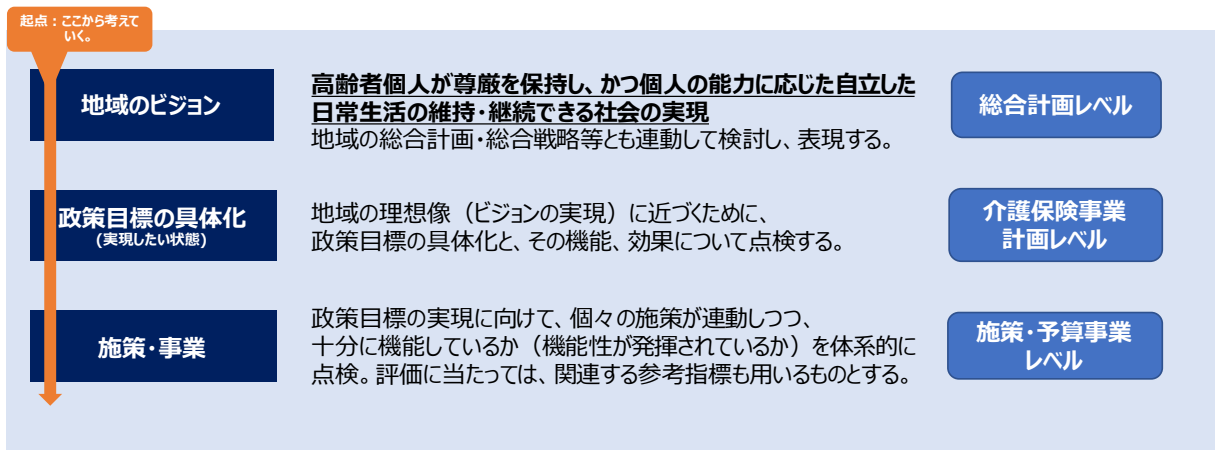 起点：ここから考えて
いく。
地域のビジョン
高齢者個人が尊厳を保持し、かつ個人の能力に応じた自立した
日常生活の維持・継続できる社会の実現
地域の総合計画・総合戦略等とも連動して検討し、表現する。
総合計画レベル
政策目標の具体化
(実現したい状態)
地域の理想像（ビジョンの実現）に近づくために、
政策目標の具体化と、その機能、効果について点検する。
介護保険事業
計画レベル
施策・事業
政策目標の実現に向けて、個々の施策が連動しつつ、
十分に機能しているか（機能性が発揮されているか）を体系的に
点検。評価に当たっては、関連する参考指標も用いるものとする。
施策・予算事業
レベル